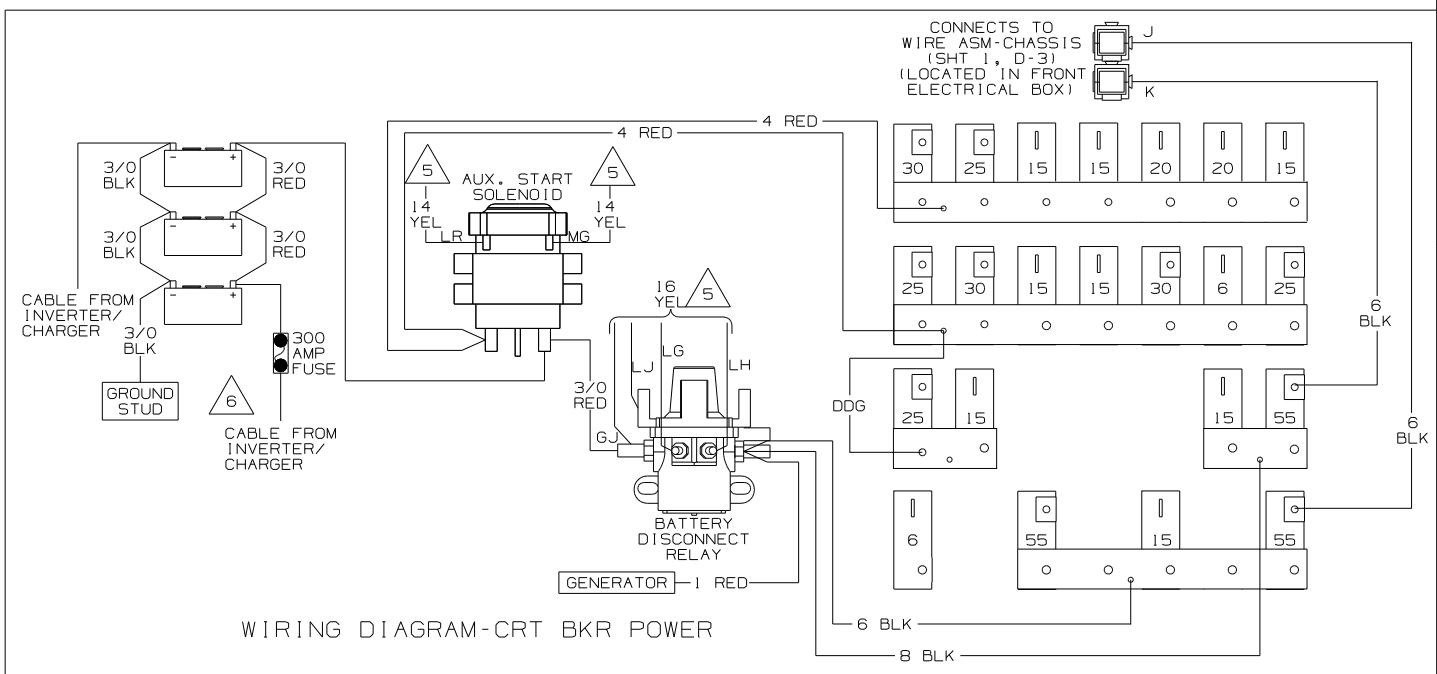 CONNECTS TO
WIRE ASM-CHASSIS
(SHT 1, D-3)
(LOCATED IN FRONT
ELECTRICAL BOX)
J
K
4 RED
4 RED
3/0
BLK
3/0
RED
3/0
BLK
3/0
RED
- +
- +
- +
CABLE FROM
INVERTER/
CHARGER
3/0
BLK
GROUND
STUD
300
AMP
FUSE
6
CABLE FROM
INVERTER/
CHARGER
5
AUX. START
SOLENOID
5
14
YEL
14
YEL
LR
MG
16
YEL
5
LJ
LG
LH
3/0
RED
GJ
BATTERY
DISCONNECT
RELAY
GENERATOR
1 RED
30 25 15 15 20 20 15
25 30 15 15 30 6 25
DDG
25 15 15 55
6 55 15 55
6
BLK
6
BLK
6 BLK
8 BLK
WIRING DIAGRAM-CRT BKR POWER